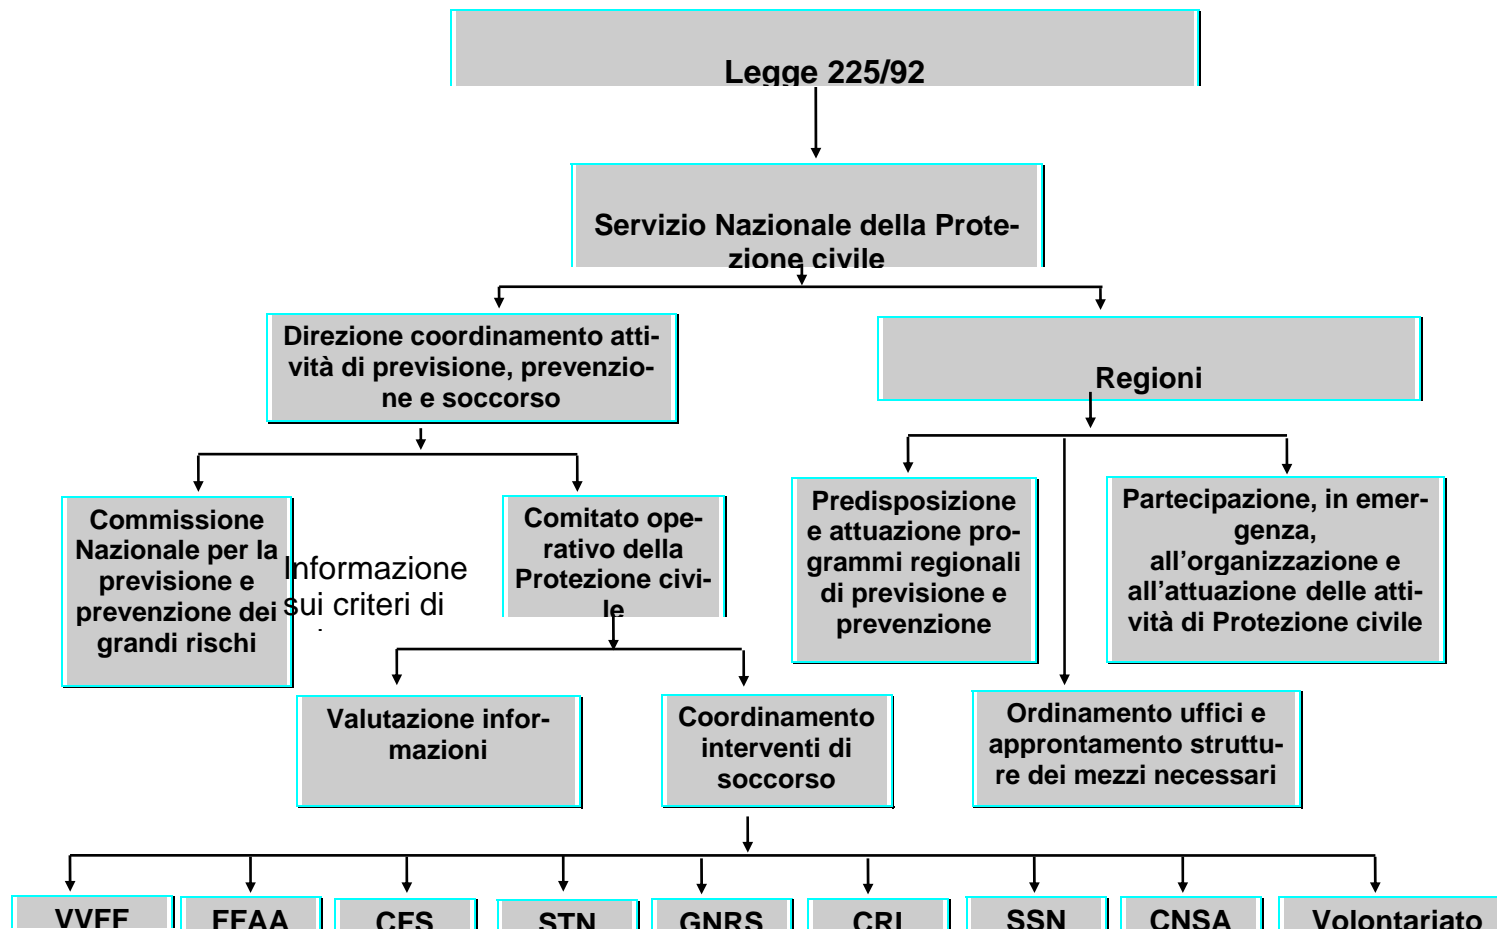 Legge 225/92
Servizio Nazionale della Prote-
zione civile
Direzione coordinamento atti-
vità di previsione, prevenzio-
ne e soccorso
Regioni
Commissione
Nazionale per la
previsione e
prevenzione dei
grandi rischi
Informazione
sui criteri di
Comitato ope-
rativo della
Protezione civi-
le
Predisposizione
e attuazione pro-
grammi regionali
di previsione e
prevenzione
Partecipazione, in emer-
genza,
all’organizzazione e
all’attuazione delle atti-
vità di Protezione civile
Valutazione infor-
mazioni
Coordinamento
interventi di
soccorso
Ordinamento uffici e
approntamento struttu-
re dei mezzi necessari
VVFF
FFAA
CFS
STN
GNRS
CRI
SSN
CNSA
Volontariato